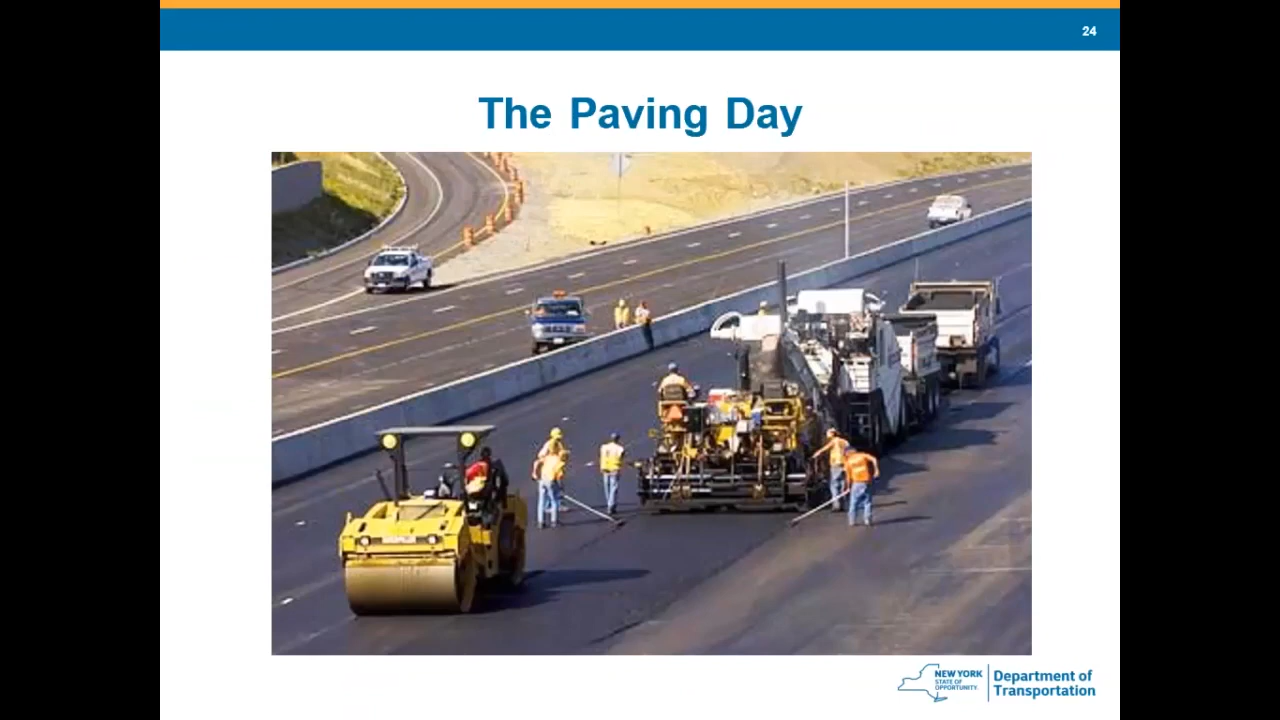 24
The Paving Day
NEW YORK
STATE OF
OPPORTUNITY.
Department of
Transportation